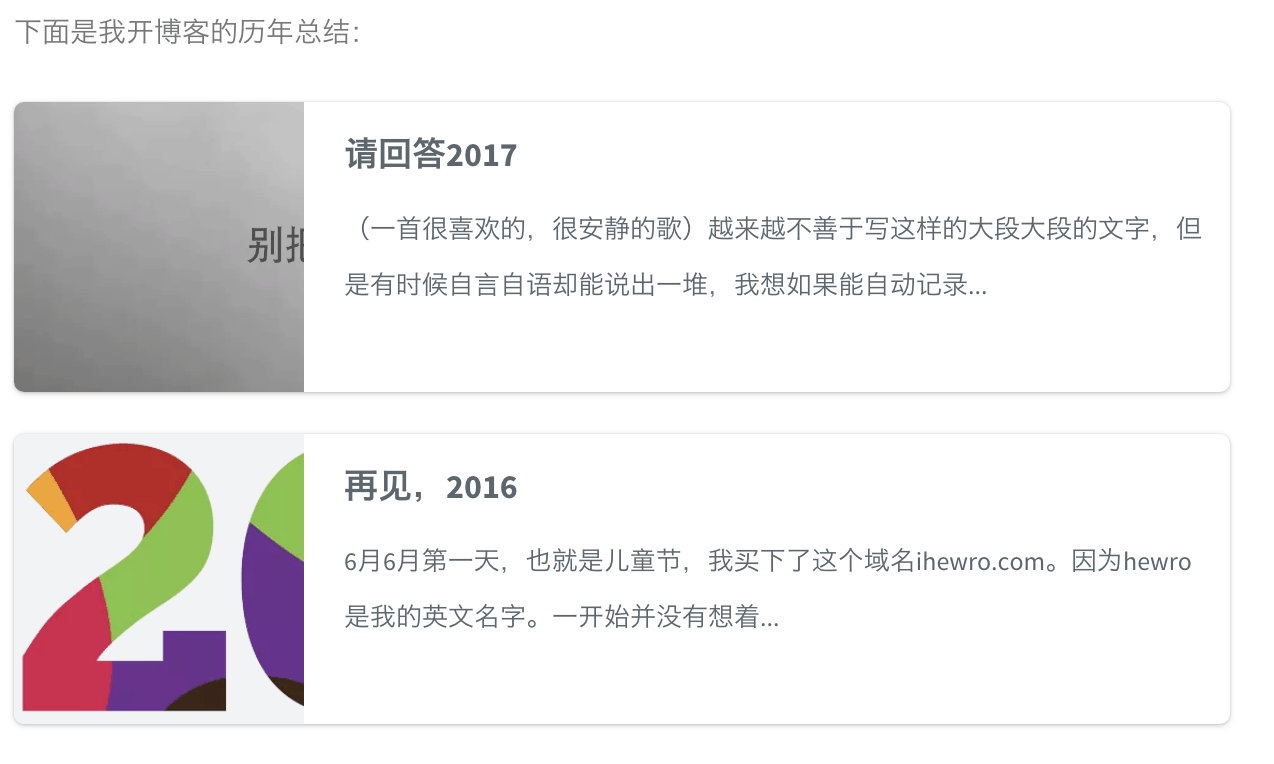 下面是我开博客的历年总结：
别
请回答2017
（一首很喜欢的，很安静的歌）越来越不善于写这样的大段大段的文字，但
是有时候自言自语却能说出一堆，我想如果能自动记录...
20
再见，2016
6月6月第一天，也就是儿童节，我买下了这个域名ihewro.com。因为hewro
是我的英文名字。一开始并没有想着...